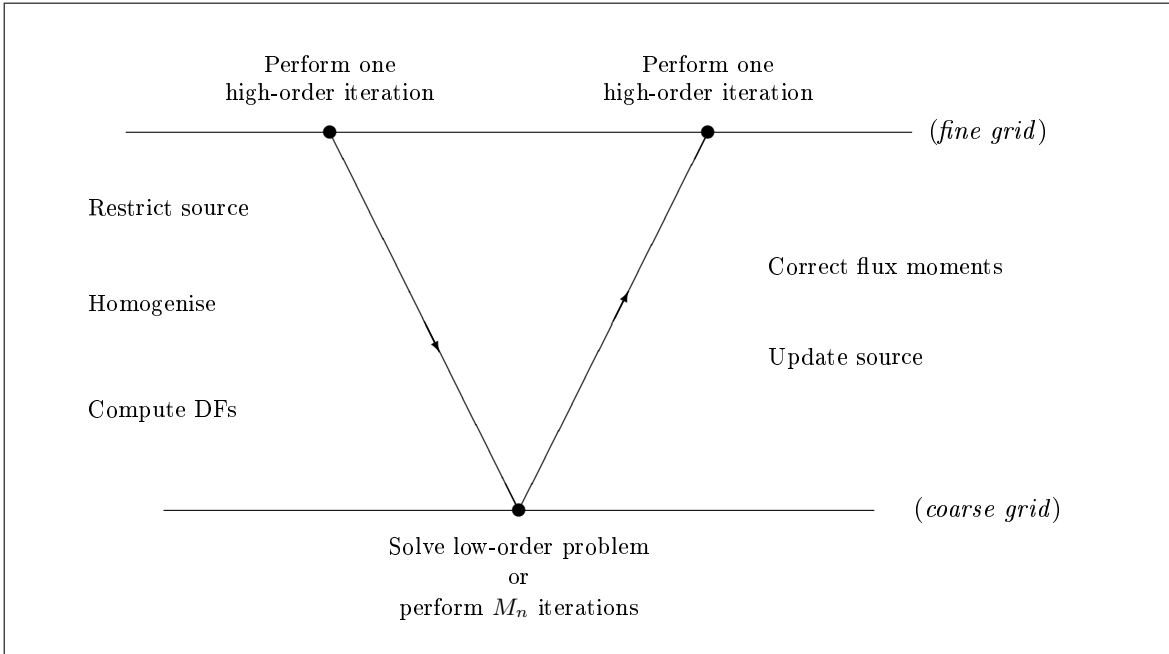 Perform one
high-order iteration
Perform one
high-order iteration
(fine grid)
Restrict source
Homogenise
Compute DFs
Correct flux moments
Update source
(coarse grid)
Solve low-order problem
or
perform M_n iterations